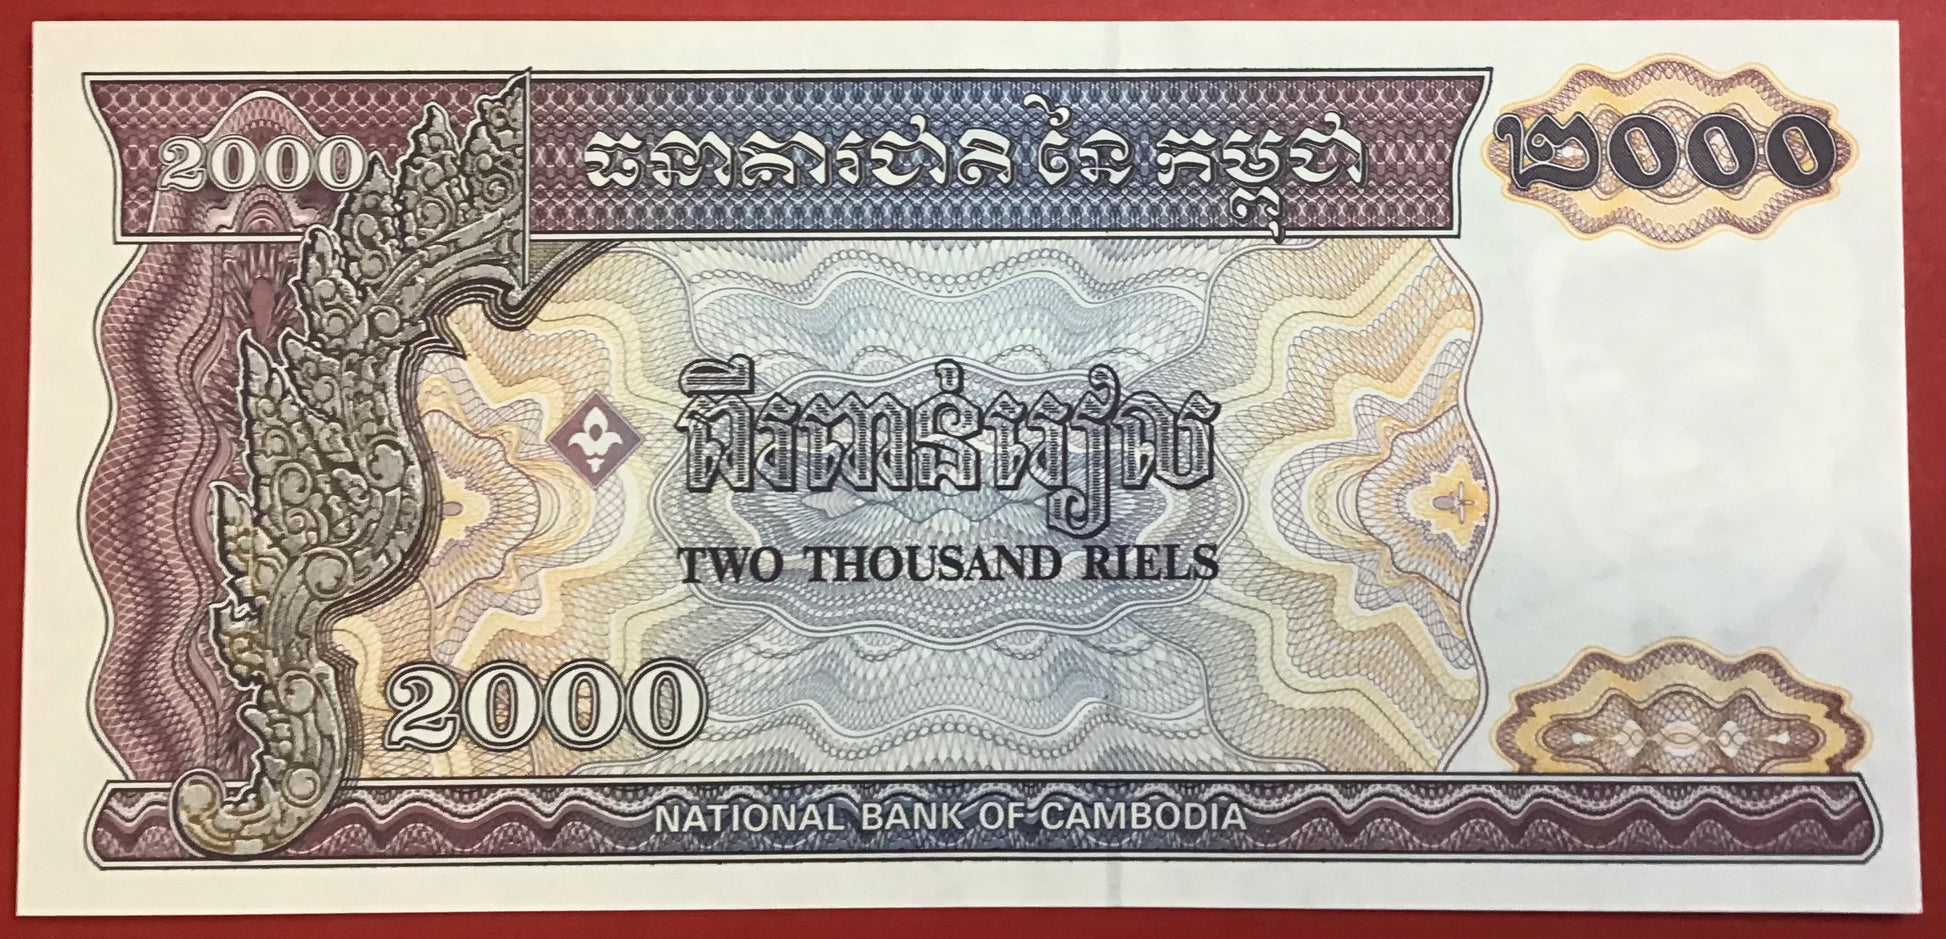 ធនាគារជាតិ នៃ កម្ពុជា
២០០០
2000
ពីរពាន់រៀល
TWO THOUSAND RIELS
2000
NATIONAL BANK OF CAMBODIA